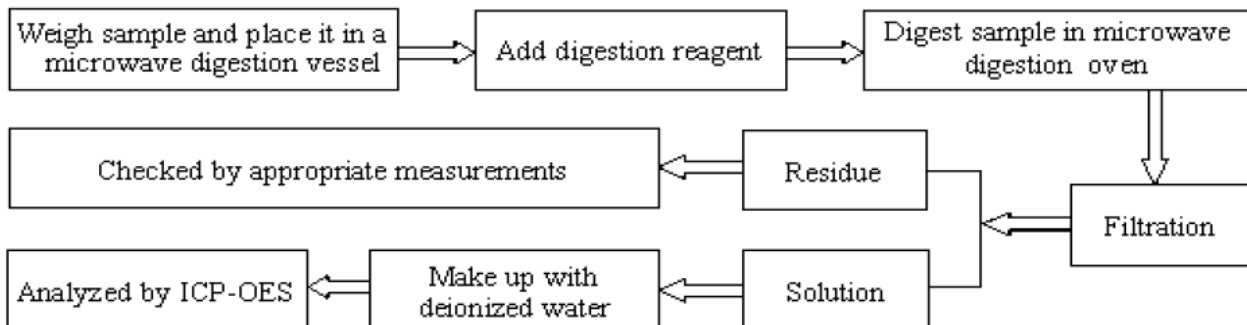 Weigh sample and place it in a
microwave digestion vessel
Add digestion reagent
Digest sample in microwave
digestion oven
Filtration
Residue
Checked by appropriate measurements
Solution
Make up with
deionized water
Analyzed by ICP-OES